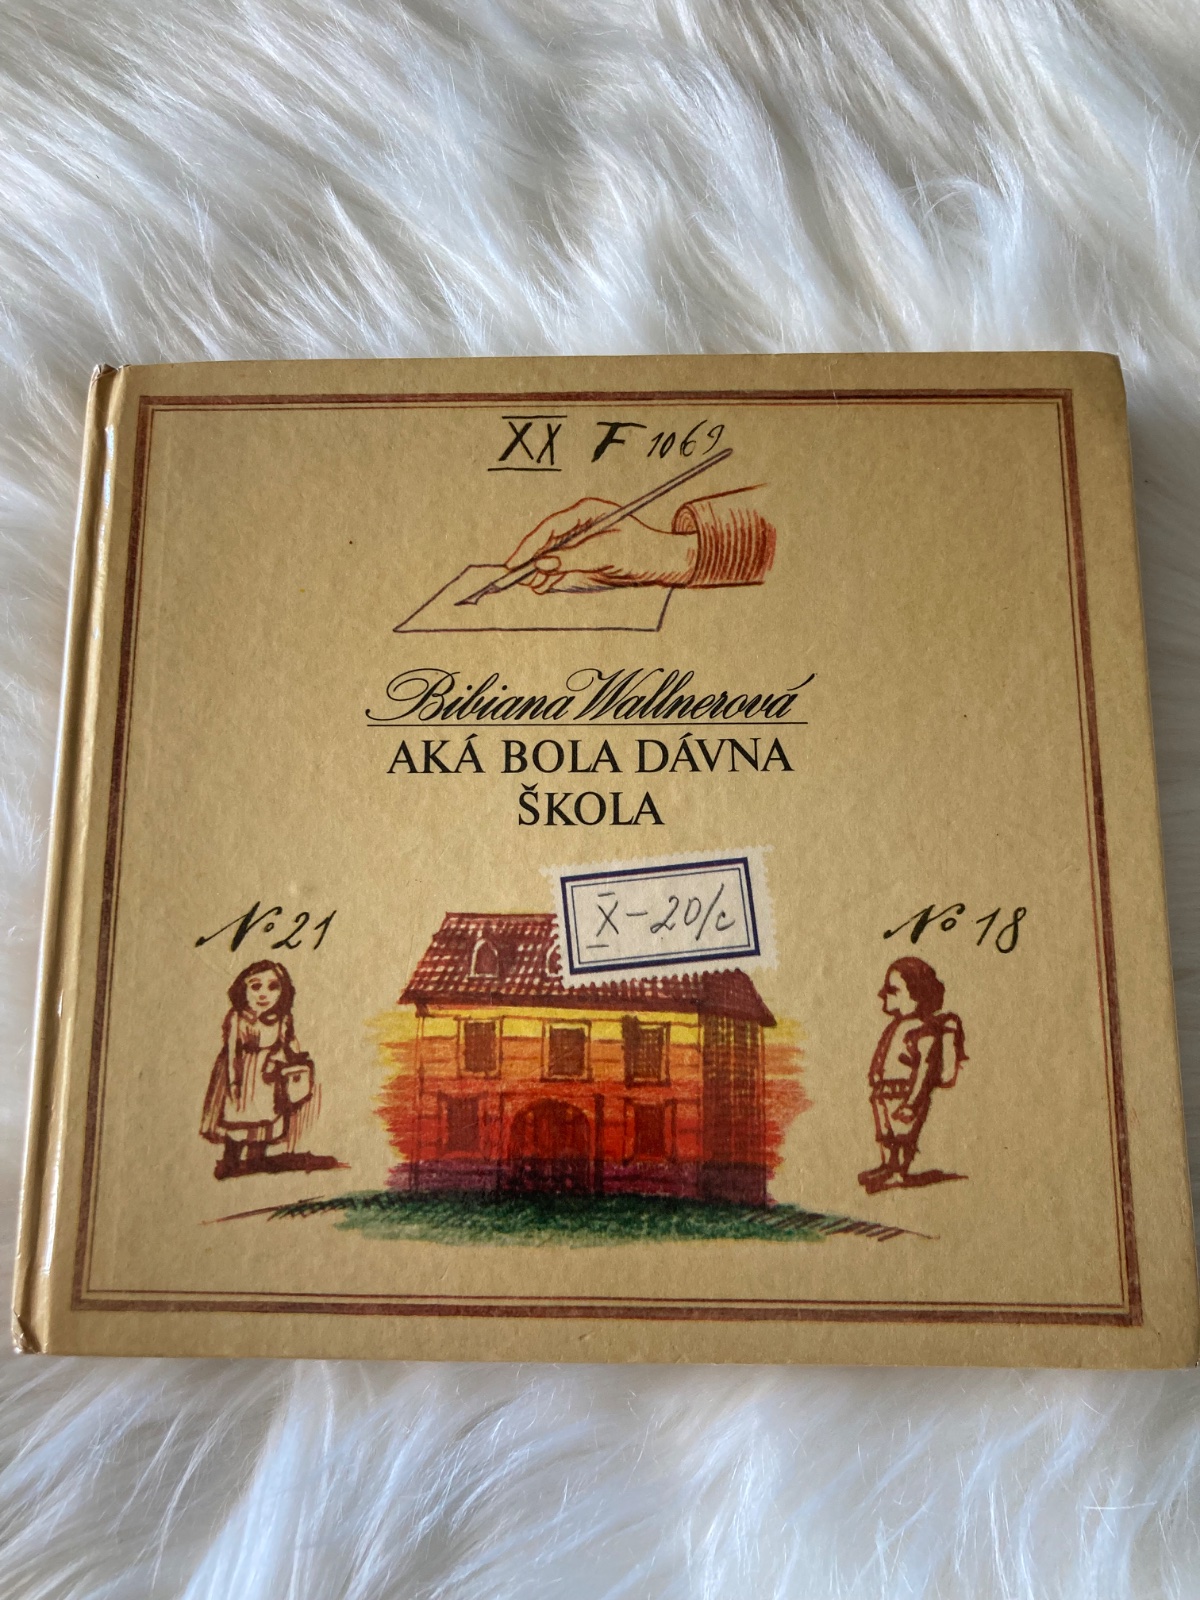 XX F 1069
Bibiana Wallnerová
AKÁ BOLA DÁVNA
ŠKOLA
X-20/c
No 21
No 18